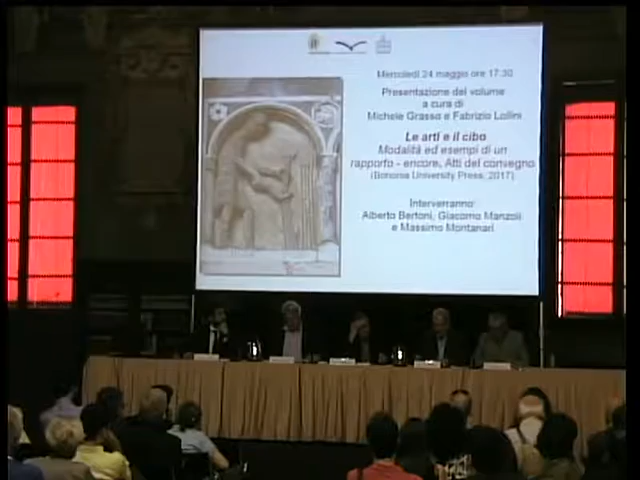 Mercoledì 24 maggio ore 17:30
Presentazione del volume
a cura di
Michele Grasso e Fabrizio Lollini
Le arti e il cibo
Modalità ed esempi di un
rapporto - encore, Atti del convegno
(Bononia University Press, 2017)
Interverranno
Alberto Bertoni, Giacomo Manzoli
e Massimo Montanari